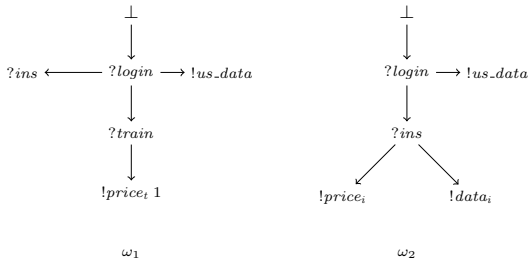 ⊥ ⊥
?ins ?login !us_data ?login !us_data
?train ?ins
!price_t 1 !price_i !data_i
ω_1 ω_2